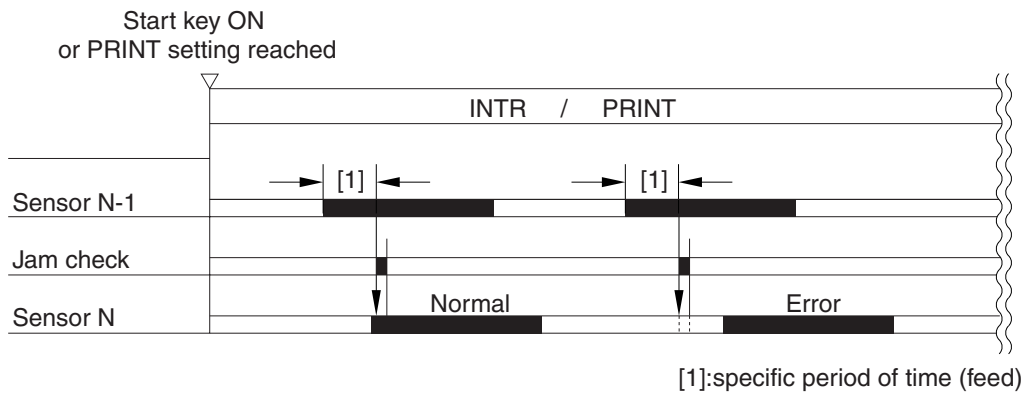 Start key ON
or PRINT setting reached
INTR / PRINT
[1] [1]
Sensor N-1
Jam check
Normal Error
Sensor N
[1]:specific period of time (feed)